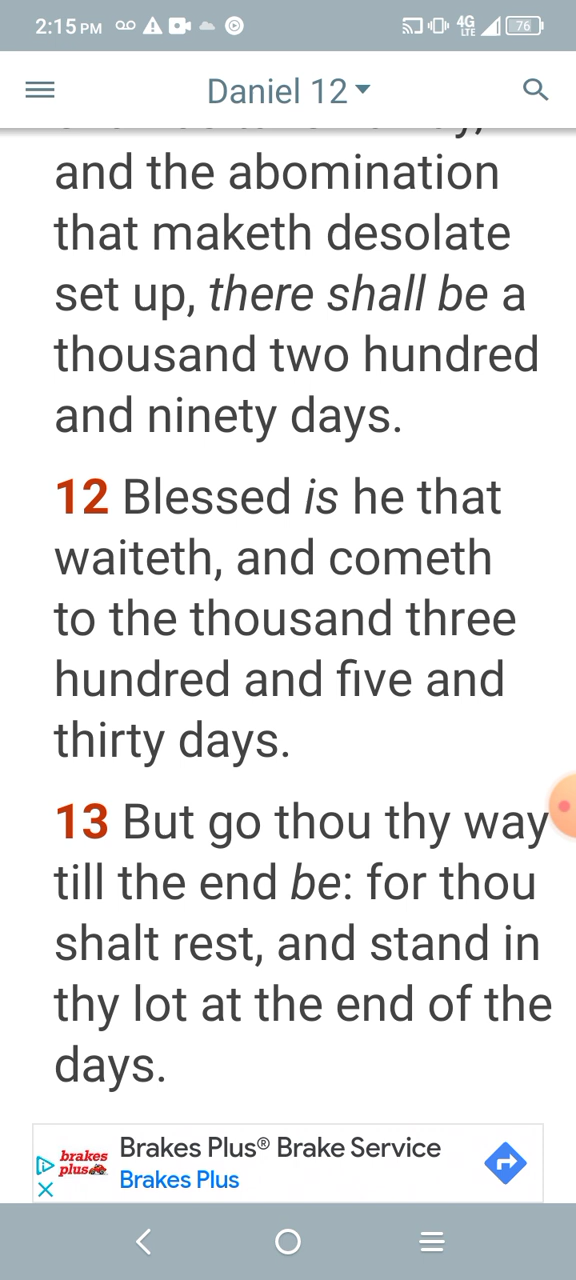 2:15 PM
4G
LTE
76
Daniel 12
and the abomination
that maketh desolate
set up, there shall be a
thousand two hundred
and ninety days.
12 Blessed is he that
waiteth, and cometh
to the thousand three
hundred and five and
thirty days.
13 But go thou thy way
till the end be: for thou
shalt rest, and stand in
thy lot at the end of the
days.
brakes
plus
Brakes Plus® Brake Service
Brakes Plus